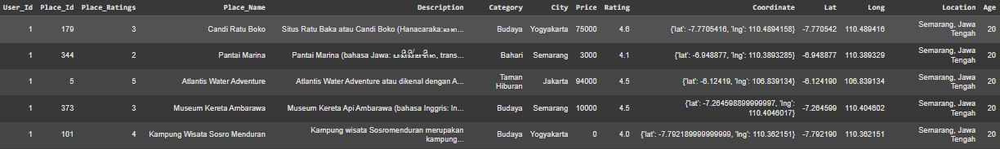 User_Id Place_Id Place_Ratings Place_Name Description Category City Price Rating Coordinate Lat Long Location Age
1 179 3 Candi Ratu Boko Situs Ratu Baka atau Candi Boko (Hanacaraka:ꦱꦤ... Budaya Yogyakarta 75000 4.6 {'lat': -7.7705416, 'lng': 110.4894158} -7.770542 110.489416 Semarang, Jawa
Tengah 20
1 344 2 Pantai Marina Pantai Marina (bahasa Jawa: trans... Bahari Semarang 3000 4.1 {'lat': -6.948877, 'lng': 110.3893285} -6.948877 110.389329 Semarang, Jawa
Tengah 20
1 5 5 Atlantis Water Adventure Atlantis Water Adventure atau dikenal dengan A... Taman
Hiburan Jakarta 94000 4.5 {'lat': -6.12419, 'lng': 106.839134} -6.124190 106.839134 Semarang, Jawa
Tengah 20
1 373 3 Museum Kereta Ambarawa Museum Kereta Api Ambarawa (bahasa Inggris: In... Budaya Semarang 10000 4.5 {'lat': -7.264598899999997, 'lng':
110.4046017} -7.264599 110.404602 Semarang, Jawa
Tengah 20
1 101 4 Kampung Wisata Sosro Menduran Kampung wisata Sosromenduran merupakan
kampung... Budaya Yogyakarta 0 4.0 {'lat': -7.792189999999999, 'lng': 110.362151} -7.792190 110.362151 Semarang, Jawa
Tengah 20